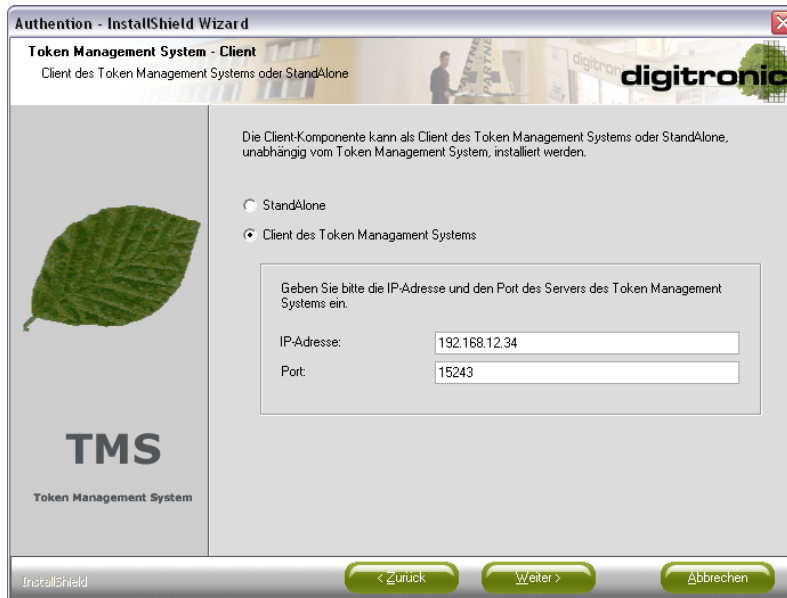 Authention - InstallShield Wizard
Token Management System - Client
Client des Token Management Systems oder StandAlone
PARTNER
digitronic
digitronic
Die Client-Komponente kann als Client des Token Management Systems oder StandAlone,
unabhängig vom Token Management System, installiert werden.
StandAlone
Client des Token Managament Systems
Geben Sie bitte die IP-Adresse und den Port des Servers des Token Management
Systems ein.
IP-Adresse:
192.168.12.34
Port:
15243
TMS
Token Management System
InstallShield
< Zurück
Weiter >
Abbrechen